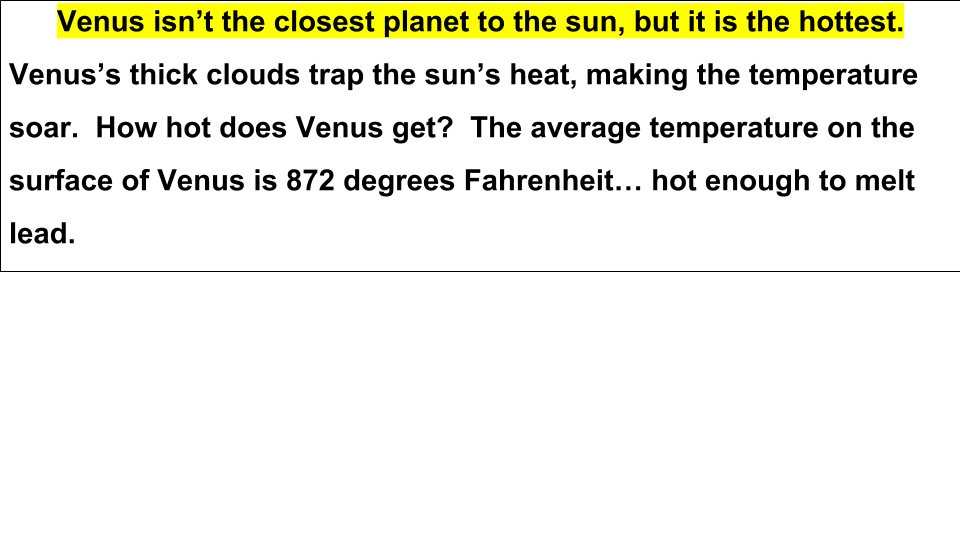 Venus isn’t the closest planet to the sun, but it is the hottest.
Venus’s thick clouds trap the sun’s heat, making the temperature
soar.  How hot does Venus get?  The average temperature on the
surface of Venus is 872 degrees Fahrenheit… hot enough to melt
lead.